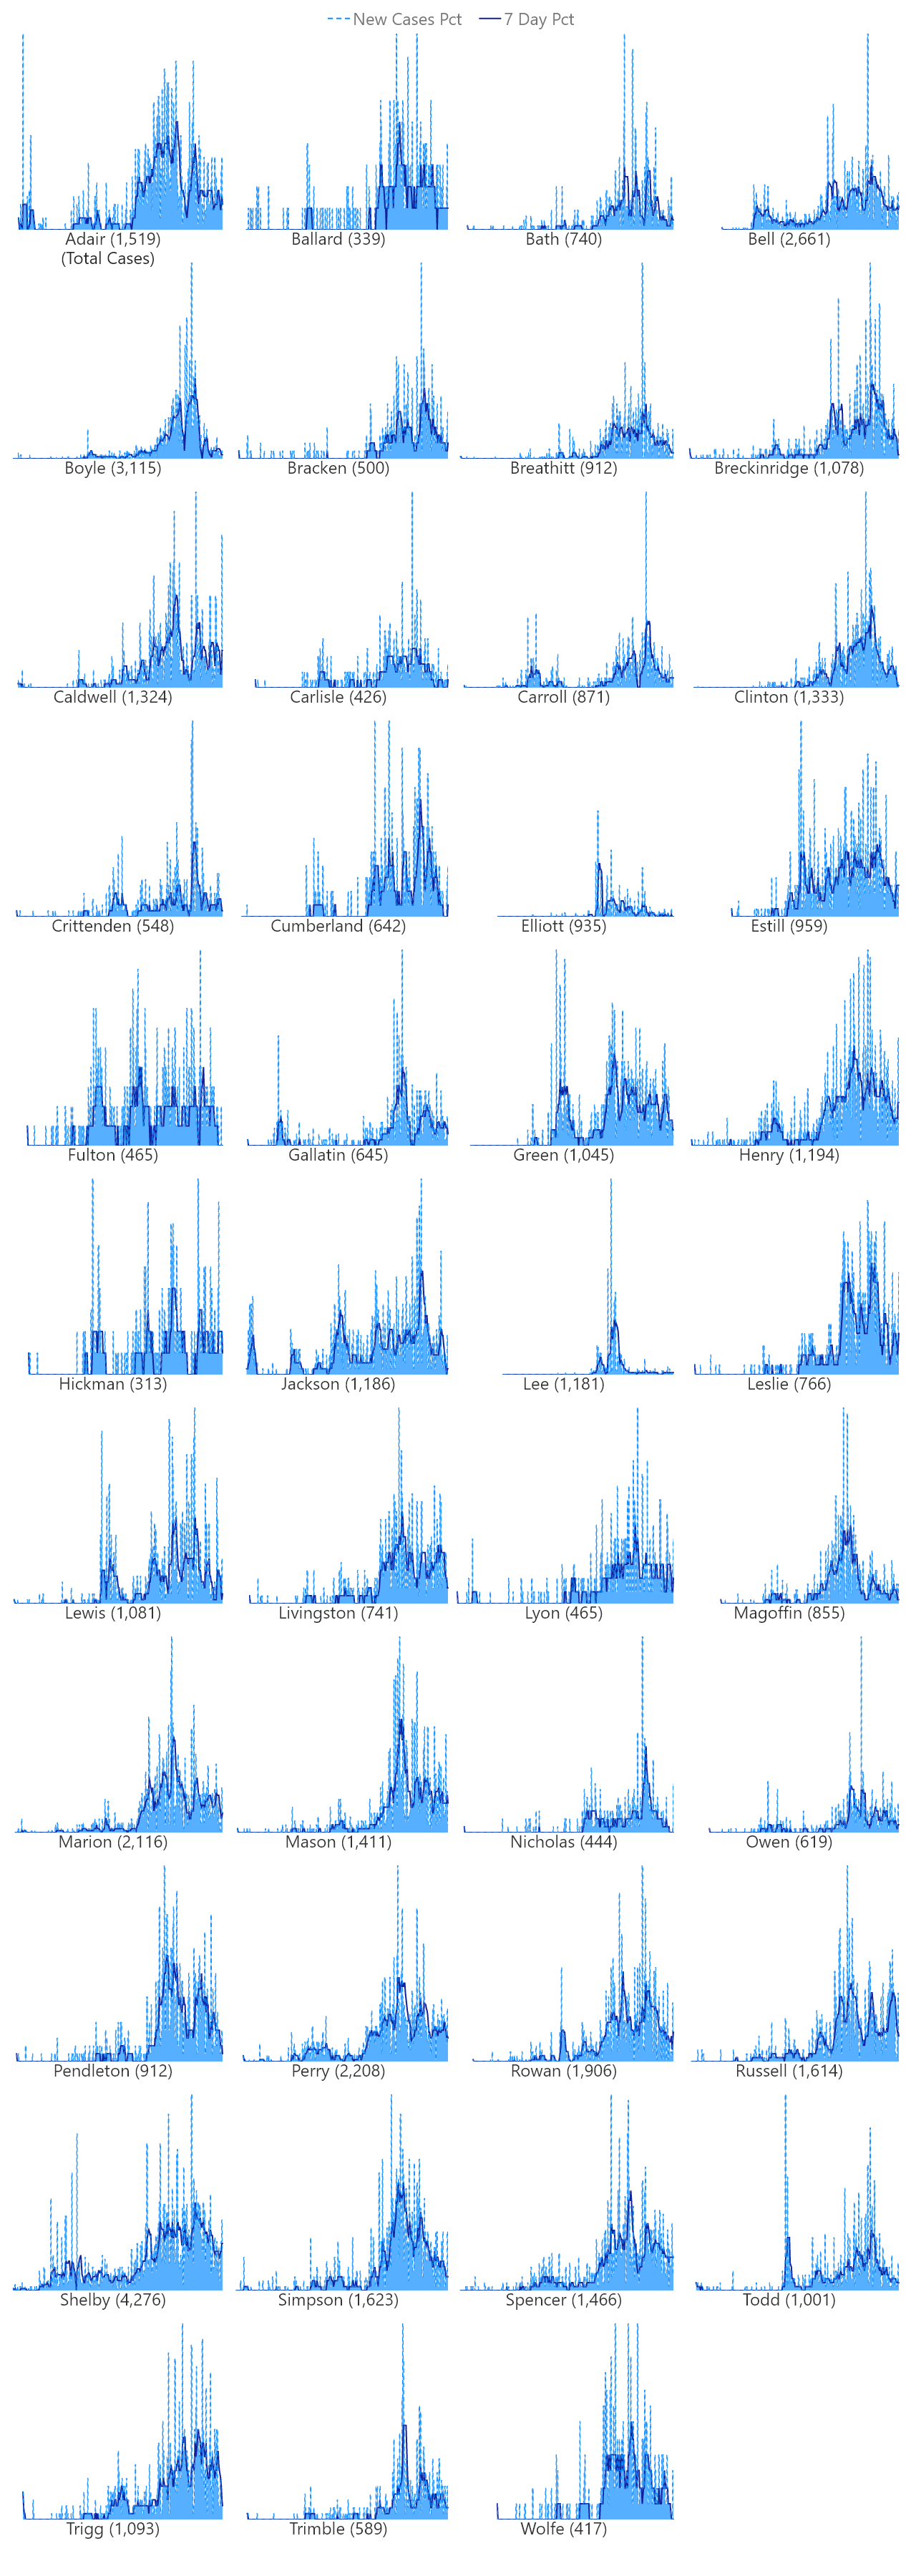 New Cases Pct 7 Day Pct
Adair (1,519) Ballard (339) Bath (740) Bell (2,661)
(Total Cases)
Boyle (3,115) Bracken (500) Breathitt (912) Breckinridge (1,078)
Caldwell (1,324) Carlisle (426) Carroll (871) Clinton (1,333)
Crittenden (548) Cumberland (642) Elliott (935) Estill (959)
Fulton (465) Gallatin (645) Green (1,045) Henry (1,194)
Hickman (313) Jackson (1,186) Lee (1,181) Leslie (766)
Lewis (1,081) Livingston (741) Lyon (465) Magoffin (855)
Marion (2,116) Mason (1,411) Nicholas (444) Owen (619)
Pendleton (912) Perry (2,208) Rowan (1,906) Russell (1,614)
Shelby (4,276) Simpson (1,623) Spencer (1,466) Todd (1,001)
Trigg (1,093) Trimble (589) Wolfe (417)